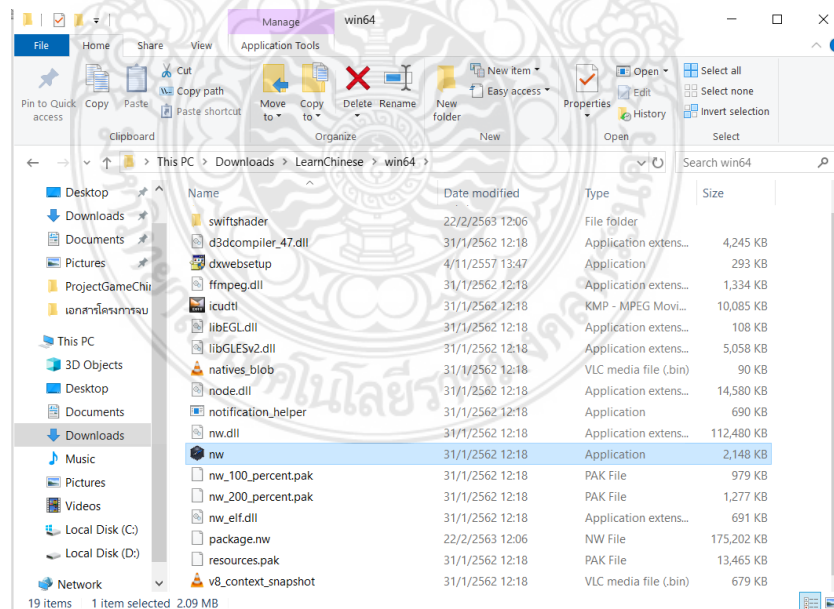 Manage win64
File Home Share View Application Tools
Pin to Quick access
Copy
Paste
Cut
Copy path
Paste shortcut
Move to
Copy to
Delete
Rename
New folder
New item
Easy access
Properties
Open
Edit
History
Select all
Select none
Invert selection
Clipboard Organize New Open Select
This PC > Downloads > LearnChinese > win64 >
Search win64
Desktop
Downloads
Documents
Pictures
ProjectGameChir
เอกสารโครงการจบ
This PC
3D Objects
Desktop
Documents
Downloads
Music
Pictures
Videos
Local Disk (C:)
Local Disk (D:)
Network
Name Date modified Type Size
swiftshader 22/2/2563 12:06 File folder
d3dcompiler_47.dll 31/1/2562 12:18 Application extens... 4,245 KB
dxwebsetup 4/11/2557 13:47 Application 293 KB
ffmpeg.dll 31/1/2562 12:18 Application extens... 1,334 KB
icudtl 31/1/2562 12:18 KMP - MPEG Movi... 10,085 KB
libEGL.dll 31/1/2562 12:18 Application extens... 108 KB
libGLESv2.dll 31/1/2562 12:18 Application extens... 5,058 KB
natives_blob 31/1/2562 12:18 VLC media file (.bin) 90 KB
node.dll 31/1/2562 12:18 Application extens... 14,580 KB
notification_helper 31/1/2562 12:18 Application 690 KB
nw.dll 31/1/2562 12:18 Application extens... 112,480 KB
nw 31/1/2562 12:18 Application 2,148 KB
nw_100_percent.pak 31/1/2562 12:18 PAK File 979 KB
nw_200_percent.pak 31/1/2562 12:18 PAK File 1,277 KB
nw_elf.dll 31/1/2562 12:18 Application extens... 691 KB
package.nw 22/2/2563 12:06 NW File 175,202 KB
resources.pak 31/1/2562 12:18 PAK File 13,465 KB
v8_context_snapshot 31/1/2562 12:18 VLC media file (.bin) 679 KB
19 items 1 item selected 2.09 MB